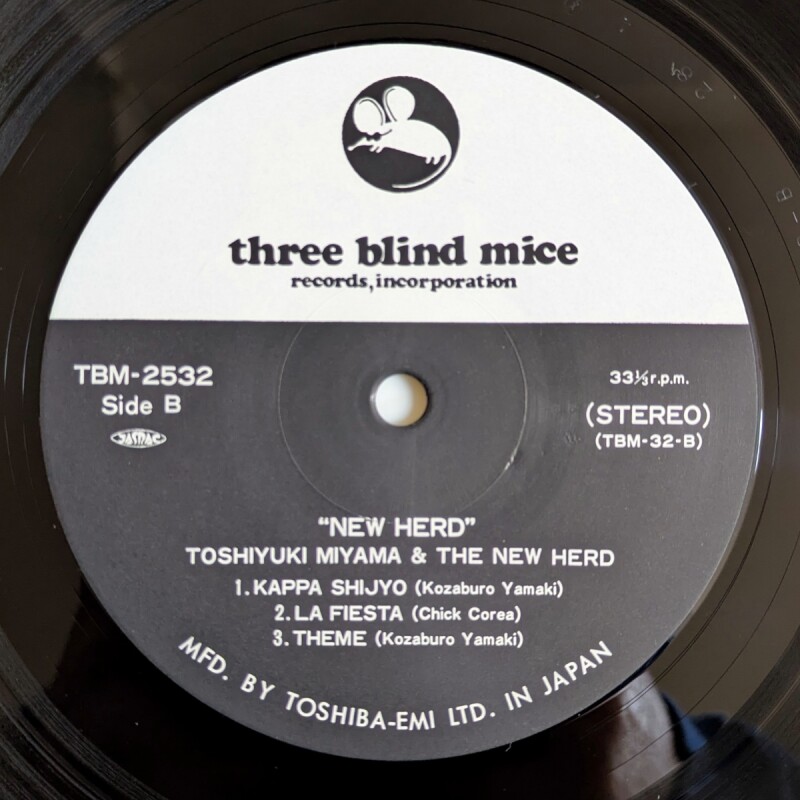 three blind mice
records, incorporation
TBM-2532
Side B
JASRAC
33⅓ r.p.m.
(STEREO)
(TBM-32-B)
“NEW HERD”
TOSHIYUKI MIYAMA & THE NEW HERD
1. KAPPA SHIJYO (Kozaburo Yamaki)
2. LA FIESTA (Chick Corea)
3. THEME (Kozaburo Yamaki)
MFD. BY TOSHIBA-EMI LTD. IN JAPAN